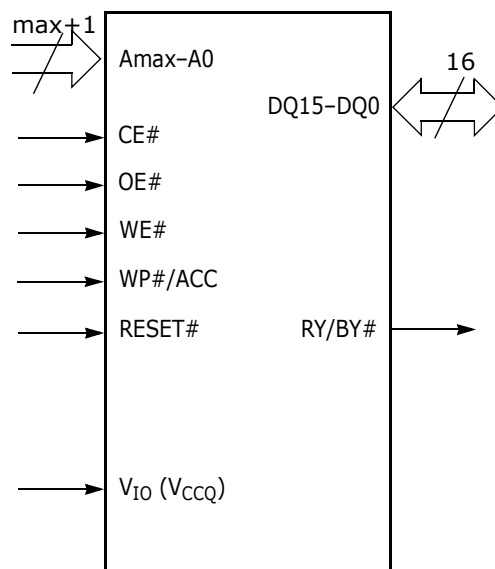 max+1
Amax–A0
16
DQ15–DQ0
CE#
OE#
WE#
WP#/ACC
RESET#
RY/BY#
VIO (VCCQ)